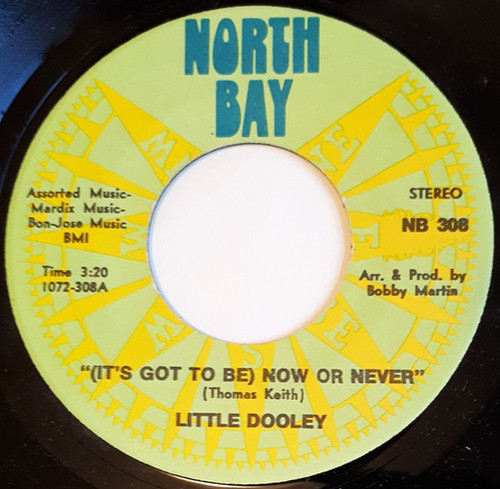 NORTH
BAY
Assorted Music-
Mardix Music-
Bon-Jose Music
BMI
Time 3:20
1072-308A
STEREO
NB 308
Arr. & Prod. by
Bobby Martin
"(IT'S GOT TO BE) NOW OR NEVER"
(Thomas Keith)
LITTLE DOOLEY